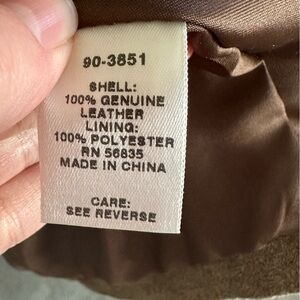 90-3851
SHELL:
100% GENUINE
LEATHER
LINING:
100% POLYESTER
RN 56835
MADE IN CHINA
CARE:
SEE REVERSE